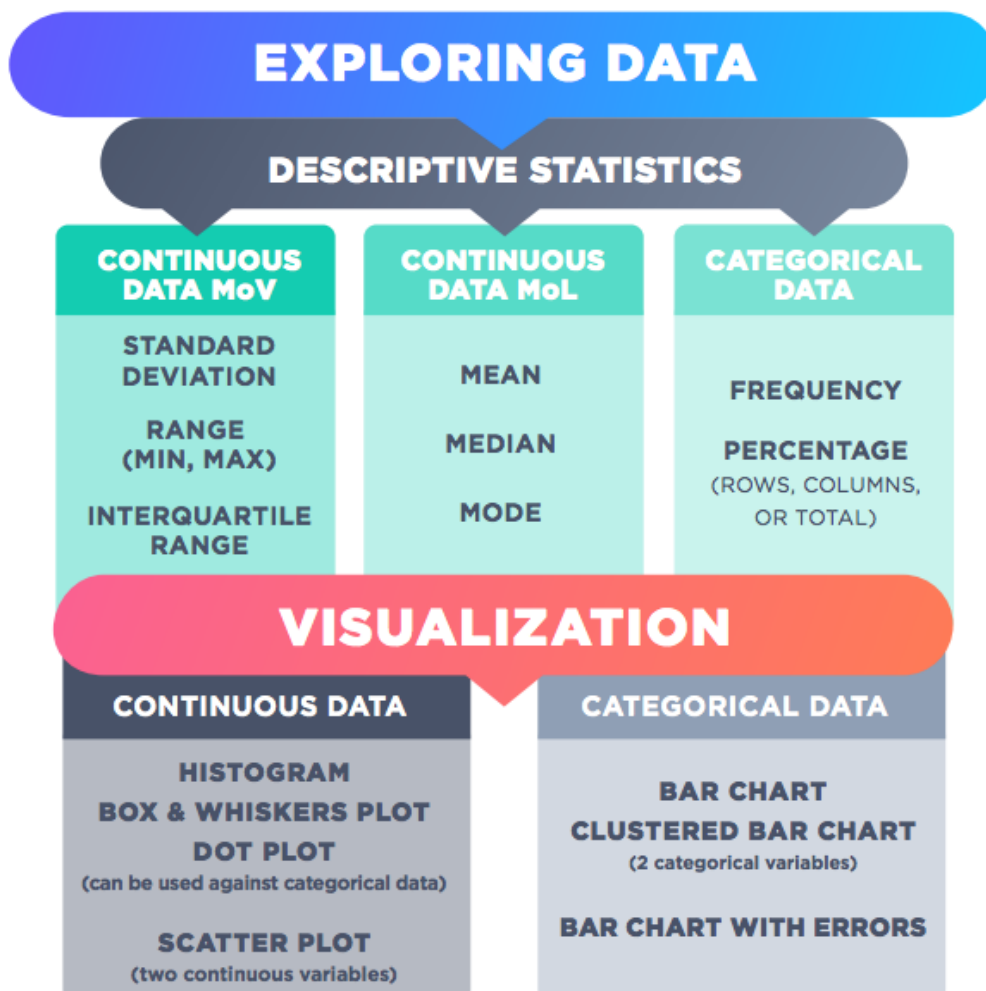 EXPLORING DATA
DESCRIPTIVE STATISTICS
CONTINUOUS
DATA MoV
STANDARD
DEVIATION
RANGE
(MIN, MAX)
INTERQUARTILE
RANGE
CONTINUOUS
DATA MoL
MEAN
MEDIAN
MODE
CATEGORICAL
DATA
FREQUENCY
PERCENTAGE
(ROWS, COLUMNS,
OR TOTAL)
VISUALIZATION
CONTINUOUS DATA
HISTOGRAM
BOX & WHISKERS PLOT
DOT PLOT
(can be used against categorical data)
SCATTER PLOT
(two continuous variables)
CATEGORICAL DATA
BAR CHART
CLUSTERED BAR CHART
(2 categorical variables)
BAR CHART WITH ERRORS